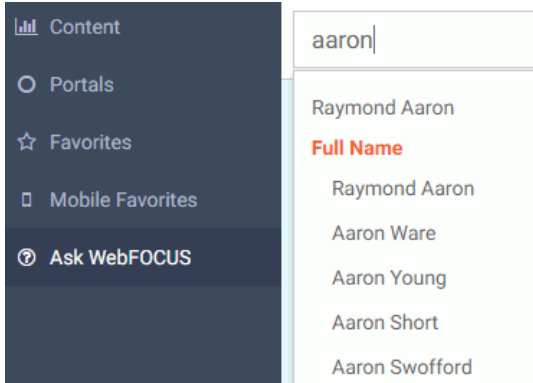 Content
Portals
Favorites
Mobile Favorites
Ask WebFOCUS
aaron
Raymond Aaron
Full Name
Raymond Aaron
Aaron Ware
Aaron Young
Aaron Short
Aaron Swofford